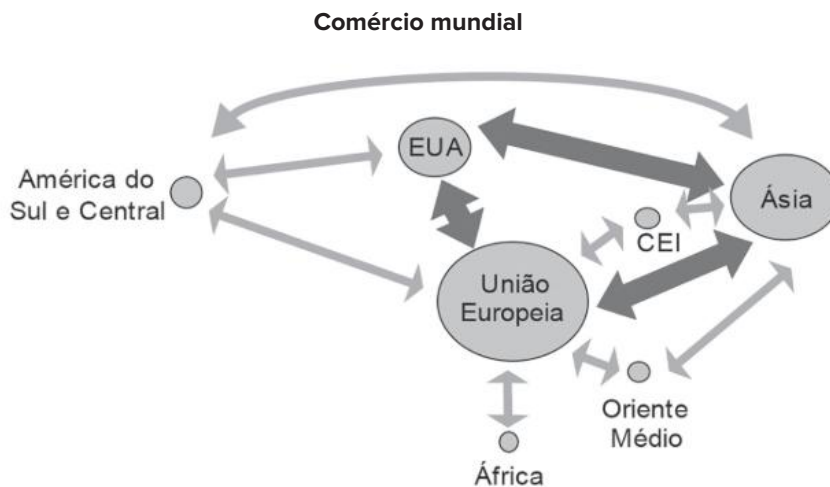 Comércio mundial
EUA
América do
Sul e Central
Ásia
CEI
União
Europeia
Oriente
Médio
África